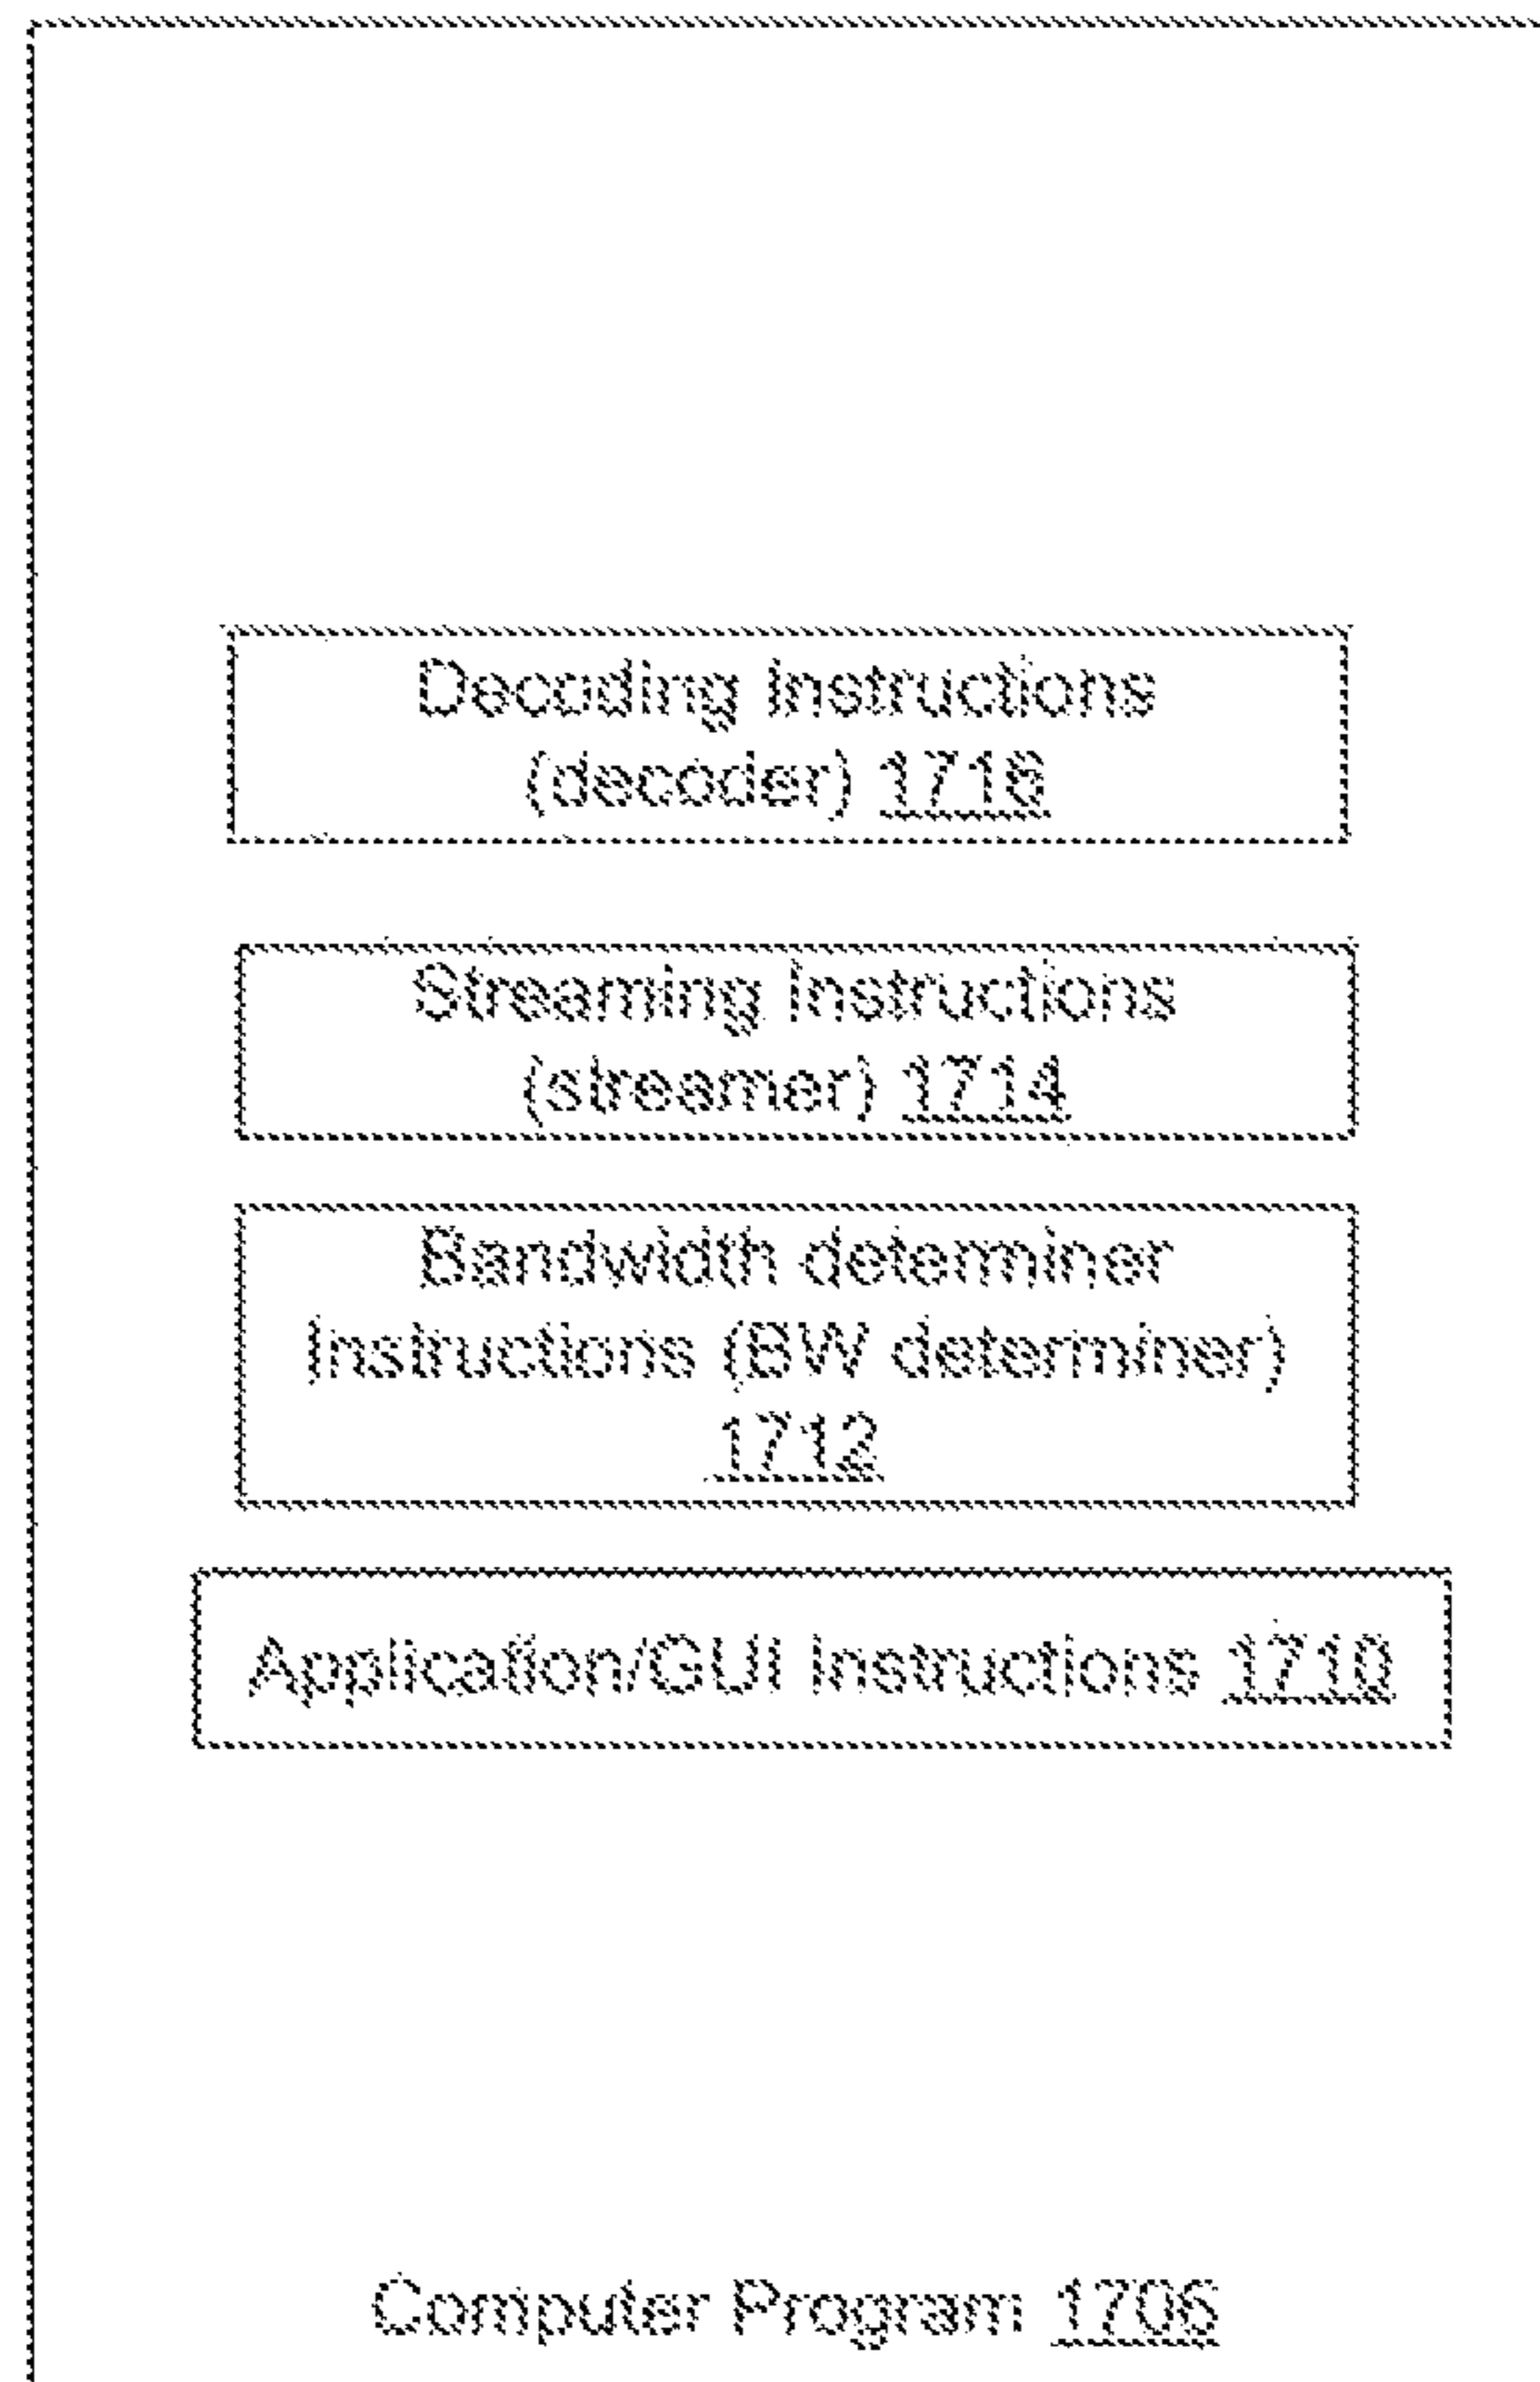 Decoding Instructions
(decoder)
Streaming Instructions
(streamer) 1714
Bandwidth determiner
Instructions (BW determiner)
1712
Application/GUI Instructions 1710
Computer Program 1706